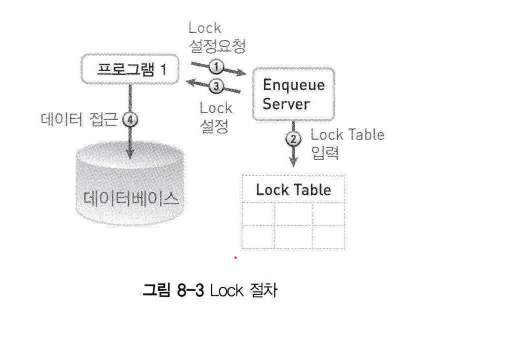 Lock
설정요청
프로그램 1
①
③
Enqueue
Server
Lock
설정
데이터 접근 ④
② Lock Table
입력
데이터베이스
Lock Table
그림 8-3 Lock 절차